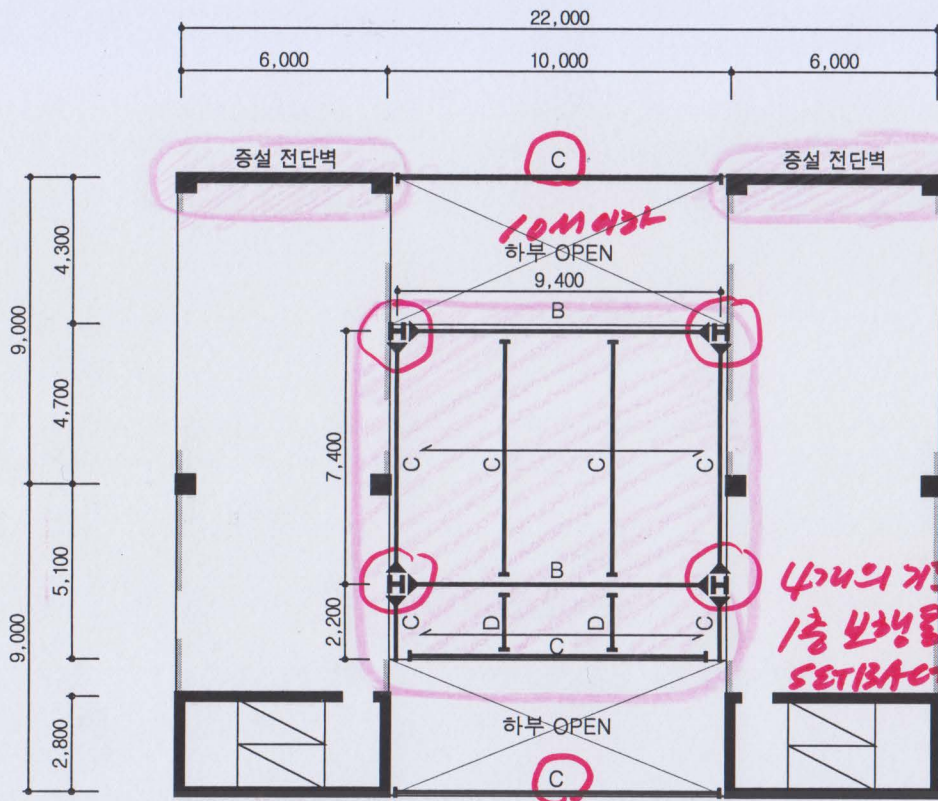 22,000
6,000
10,000
6,000
증설 전단벽
C
증설 전단벽
10M 이하
하부 OPEN
9,400
B
H
H
9,000
4,300
4,700
7,400
C
C
C
C
5,100
9,000
B
H
H
2,200
C
D
D
C
C
4개의
1층 보행
SETBAC
2,800
하부 OPEN
C